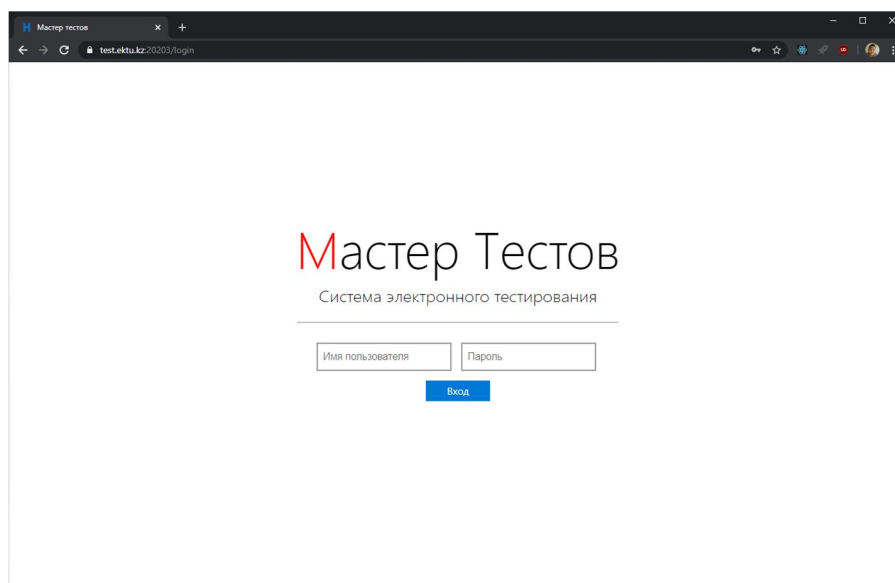 Мастер тестов
test.ektu.kz:20203/login
Мастер Тестов
Система электронного тестирования
Имя пользователя
Пароль
Вход